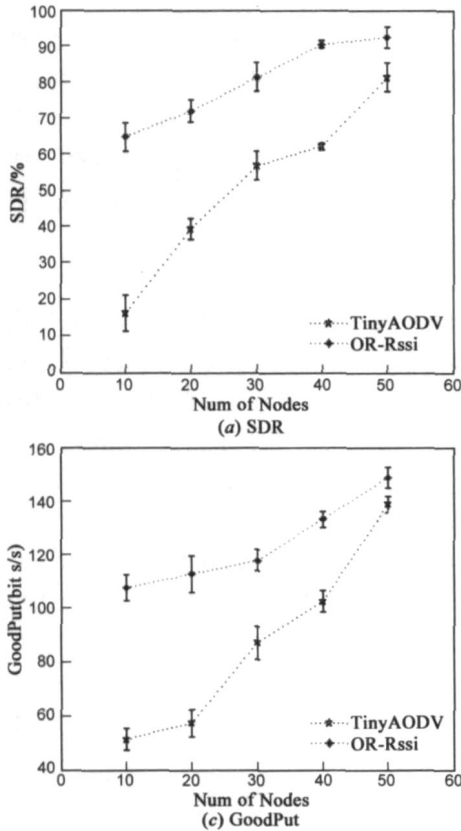 100
90
80
70
60
50
40
30
20
10
0
SDR/%
TinyAODV
OR-Rssi
0 10 20 30 40 50 60
Num of Nodes
(a) SDR
160
140
120
100
80
60
40
GoodPut(bit s/s)
TinyAODV
OR-Rssi
0 10 20 30 40 50 60
Num of Nodes
(c) GoodPut